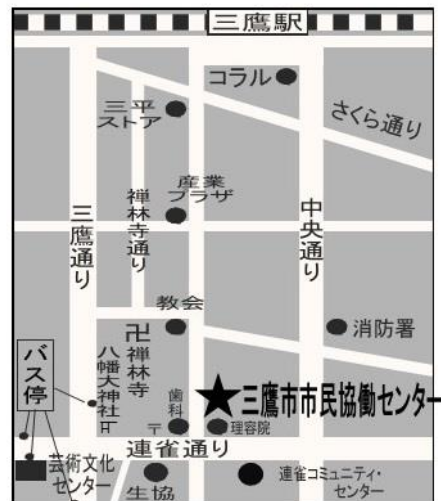 三鷹駅
コラル
三平
ストア
さくら通り
産業
プラザ
禅林寺通り
三鷹通り
中央通り
教会
消防署
卍
禅林寺
八幡大神社
バス停
歯科
〒
理容院
★三鷹市市民協働センター
連雀通り
芸術文化
センター
生協
連雀コミュニティ・
センター